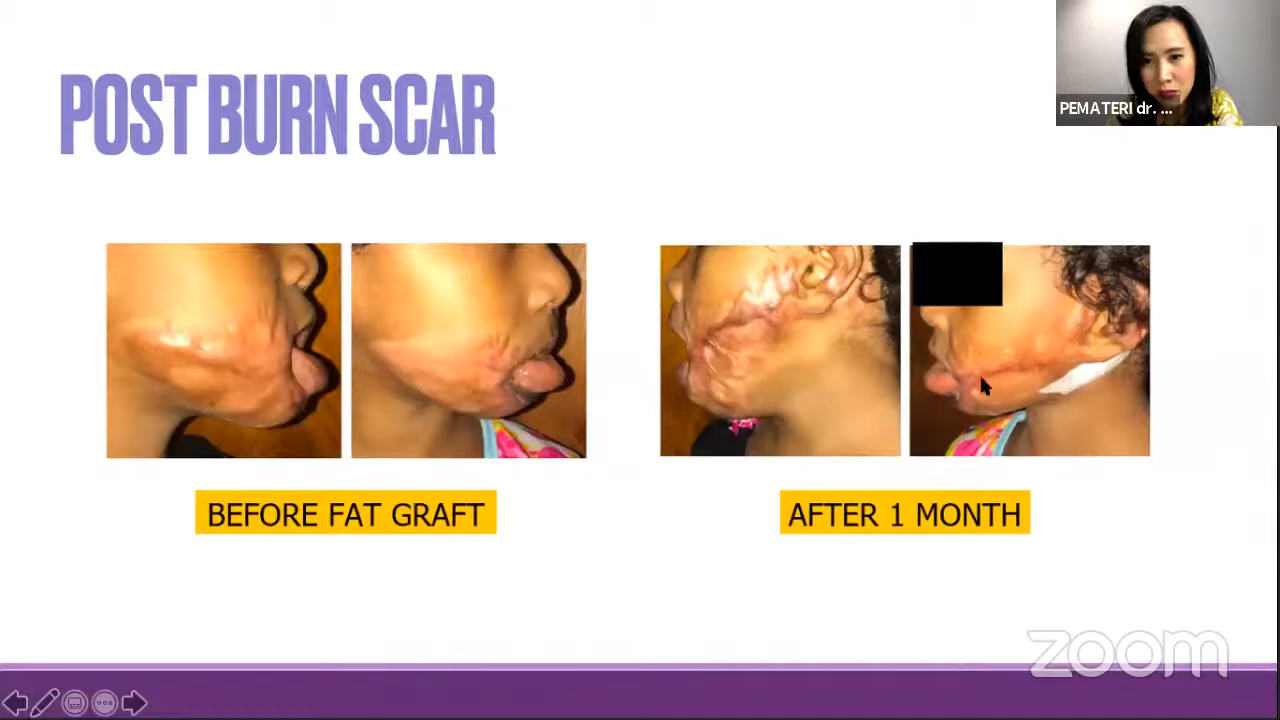 PEMATERI dr. ...
POST BURN SCAR
BEFORE FAT GRAFT
AFTER 1 MONTH
zoom